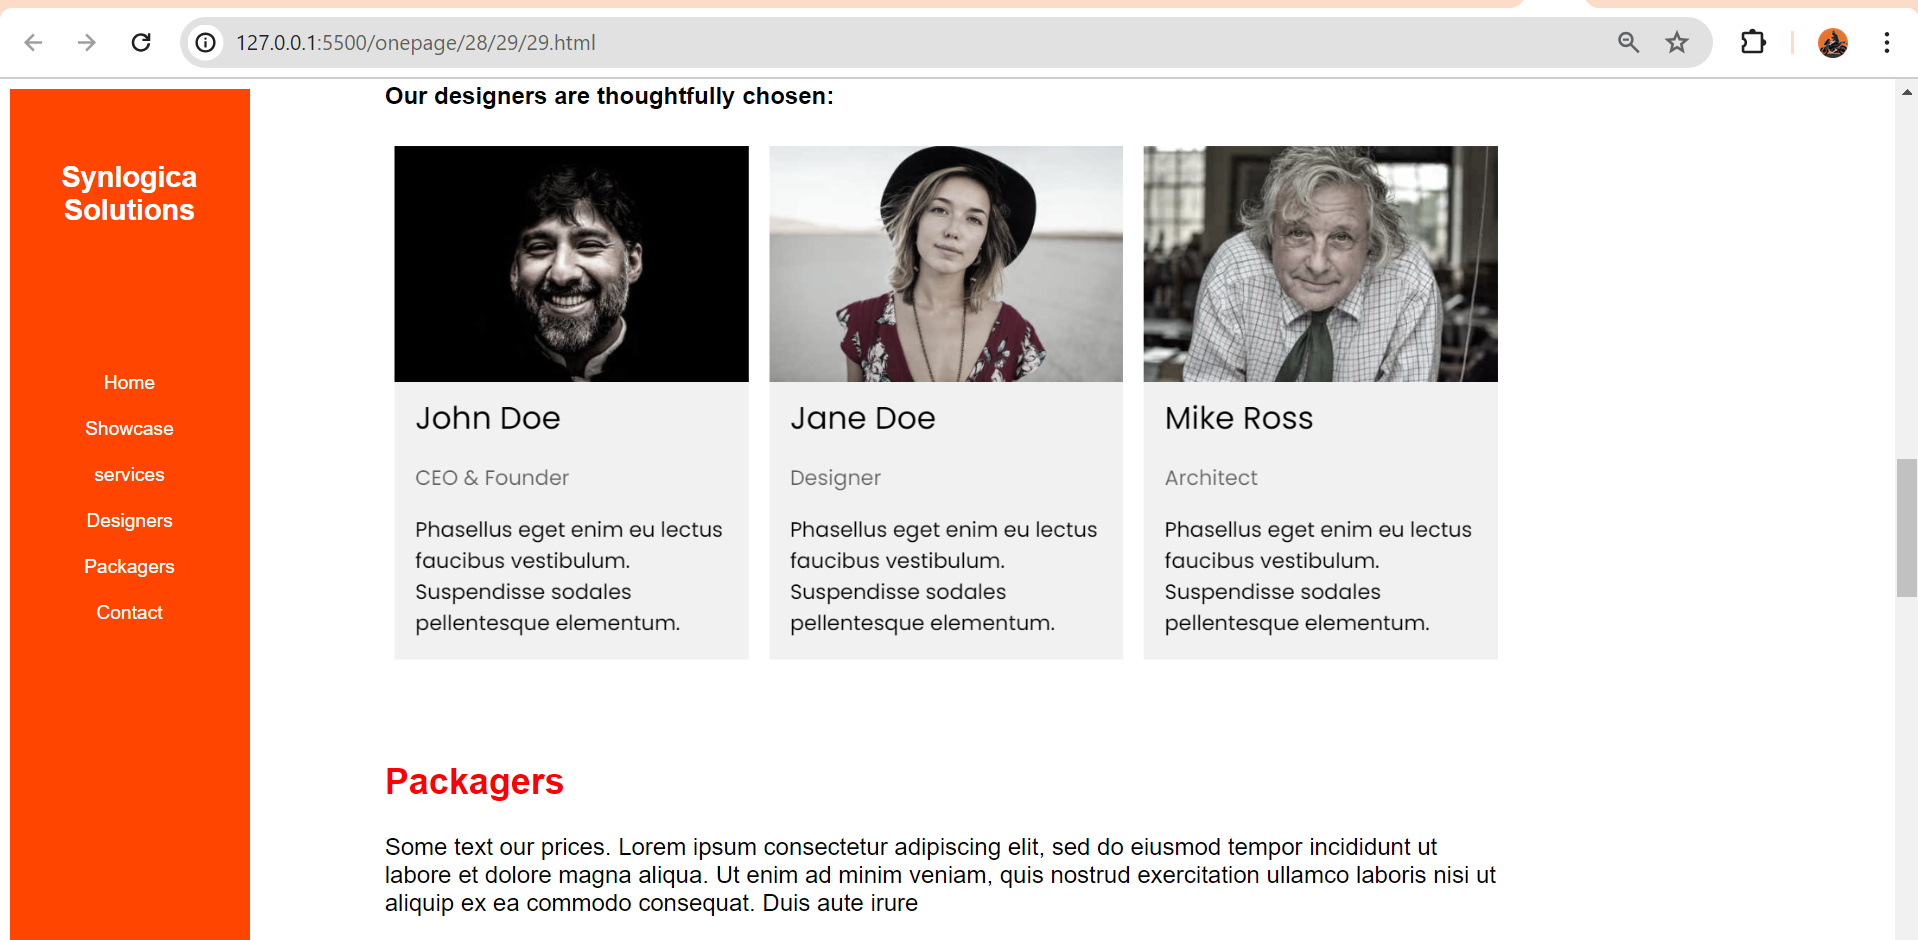 127.0.0.1:5500/onepage/28/29/29.html
Synlogica
Solutions
Home
Showcase
services
Designers
Packagers
Contact
Our designers are thoughtfully chosen:
John Doe
CEO & Founder
Phasellus eget enim eu lectus
faucibus vestibulum.
Suspendisse sodales
pellentesque elementum.
Jane Doe
Designer
Phasellus eget enim eu lectus
faucibus vestibulum.
Suspendisse sodales
pellentesque elementum.
Mike Ross
Architect
Phasellus eget enim eu lectus
faucibus vestibulum.
Suspendisse sodales
pellentesque elementum.
Packagers
Some text our prices. Lorem ipsum consectetur adipiscing elit, sed do eiusmod tempor incididunt ut
labore et dolore magna aliqua. Ut enim ad minim veniam, quis nostrud exercitation ullamco laboris nisi ut
aliquip ex ea commodo consequat. Duis aute irure